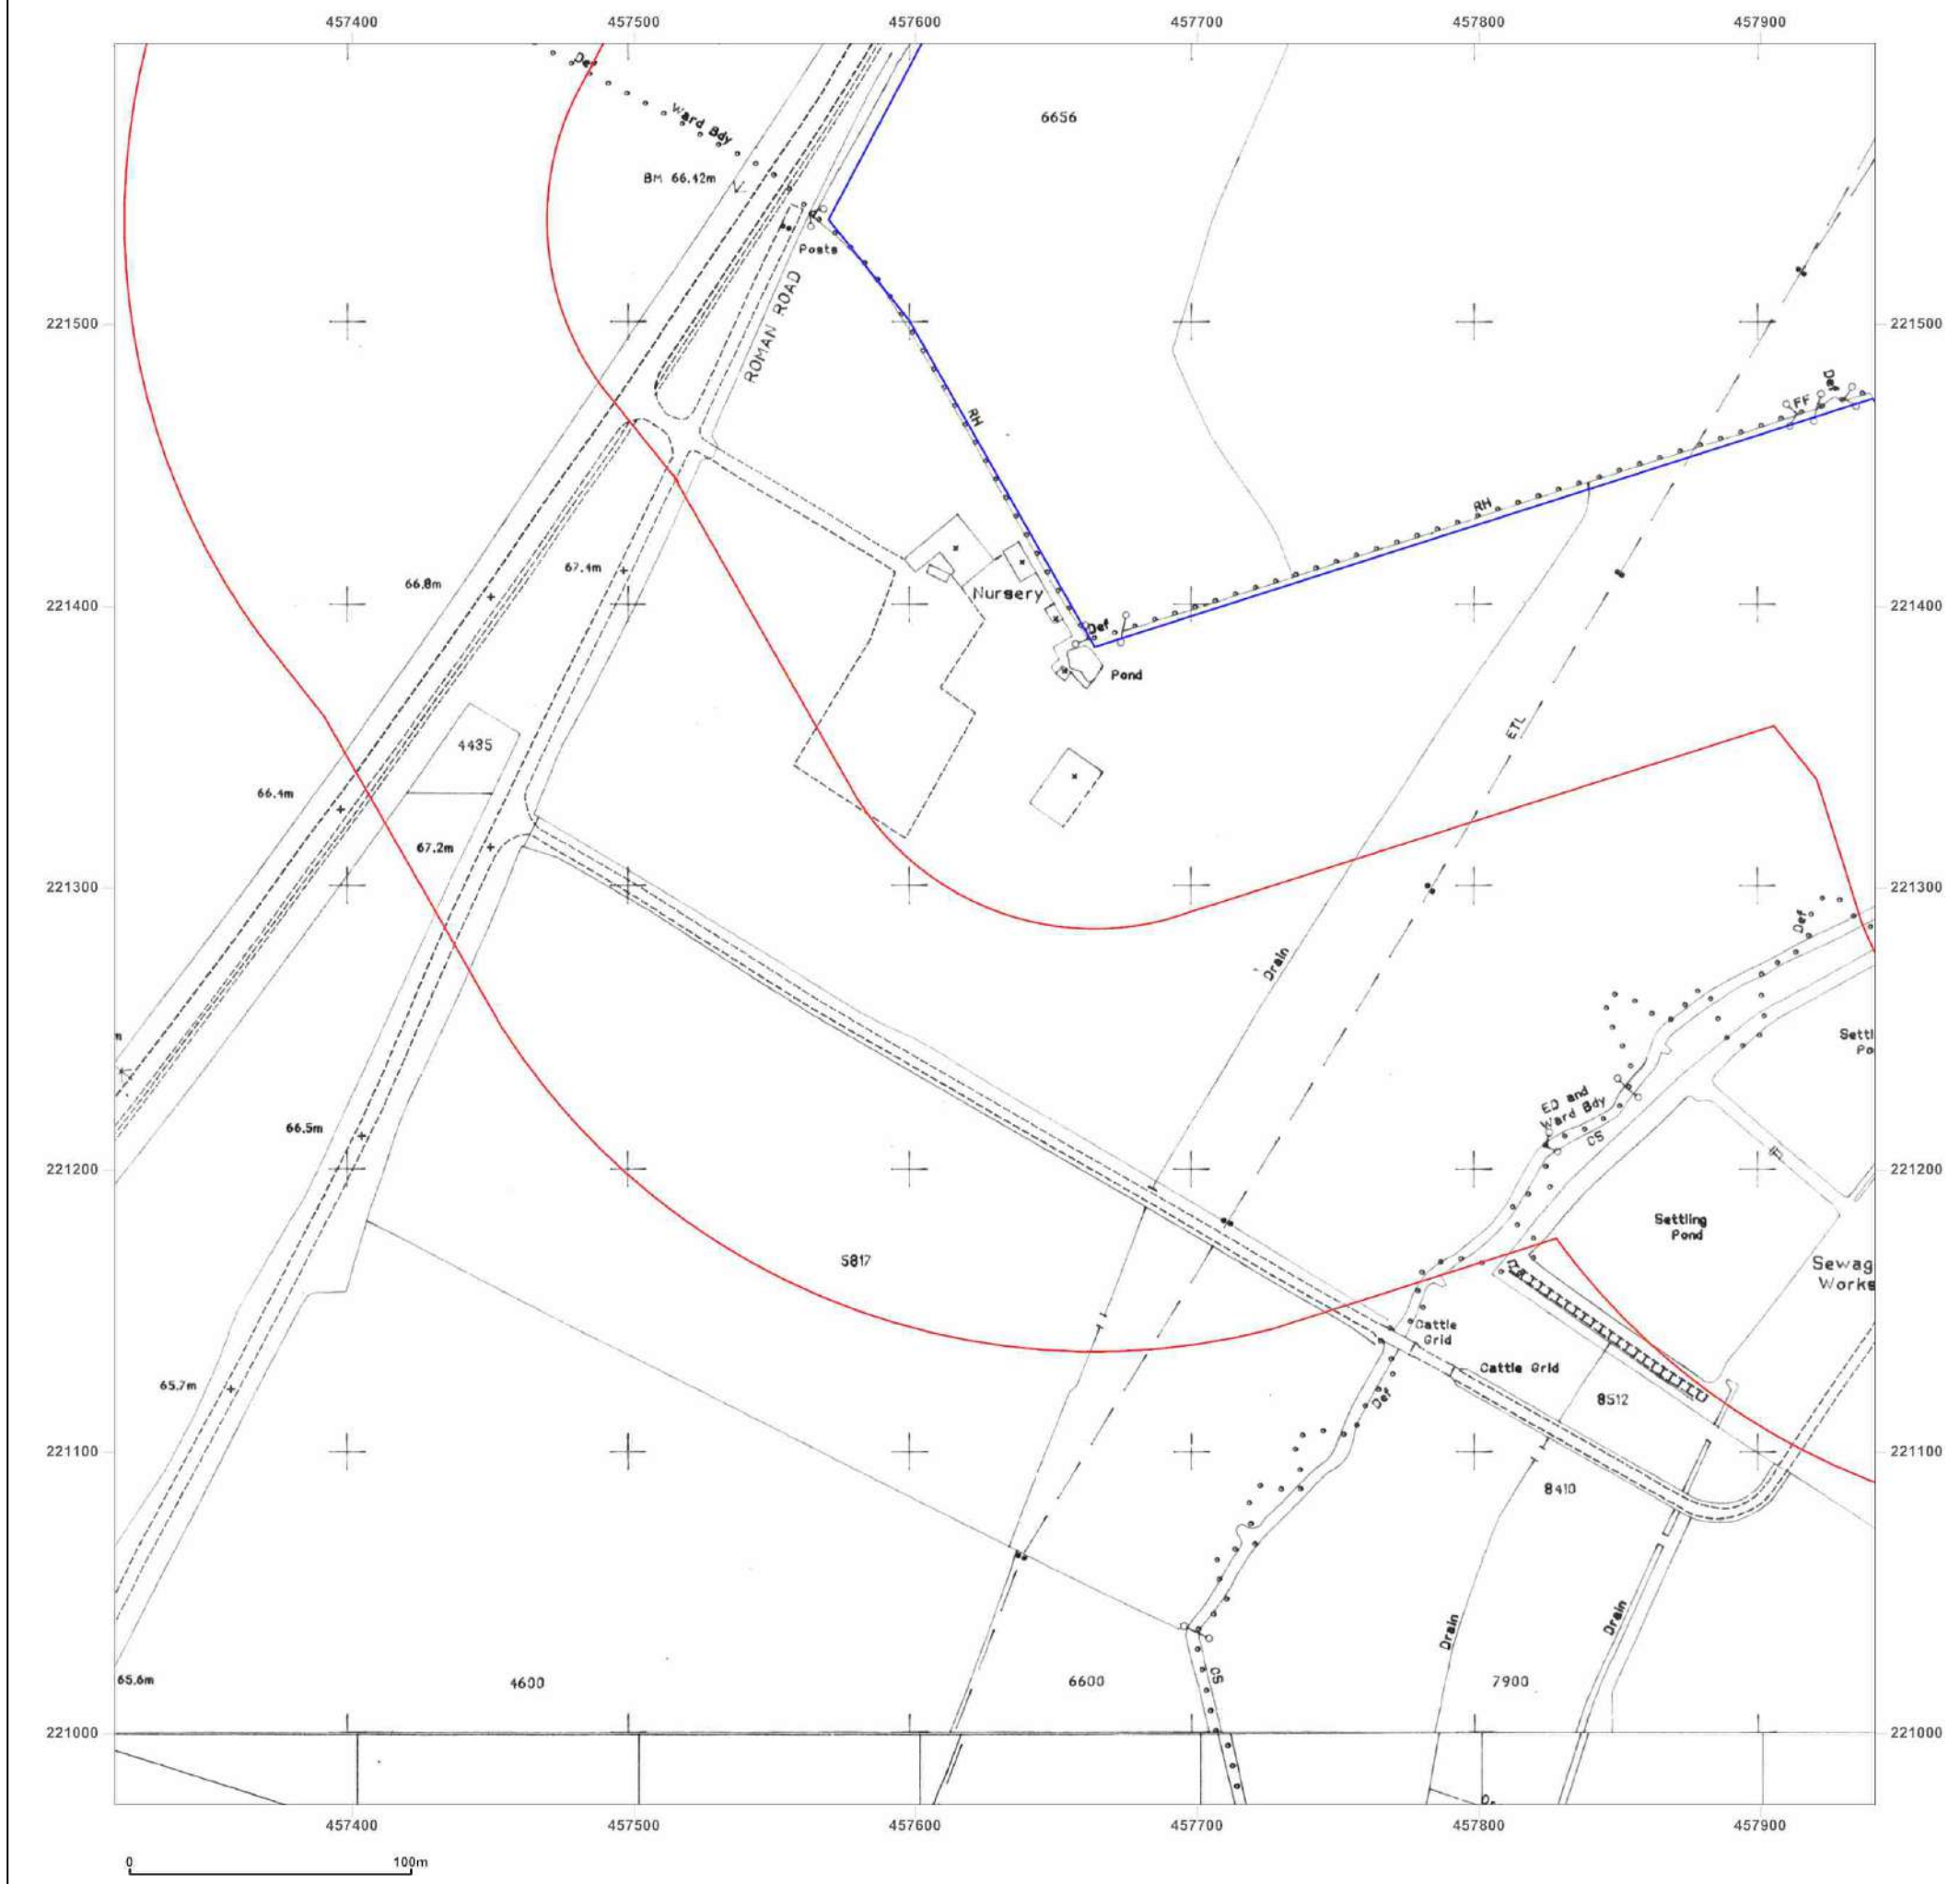 457400 457500 457600 457700 457800 457900
Def
Ward Bdy
6656
BM 66.42m
Posts
ROMAN ROAD
221500 221500
Def
FF
RH
RH
67.4m
66.8m
Nursery
221400 221400
Def
Pond
ETL
4435
66.4m
67.2m
221300 221300
Def
Drain
Settl
Po
ED and
Ward Bdy
CS
66.5m
221200 221200
Settling
Pond
5817
Sewag
Works
Cattle
Grid
Cattle Grid
65.7m
Def
8512
221100 221100
8410
Drain
Drain
65.6m
4600
6600
CS
7900
221000 221000
457400 457500 457600 457700 457800 457900
0 100m